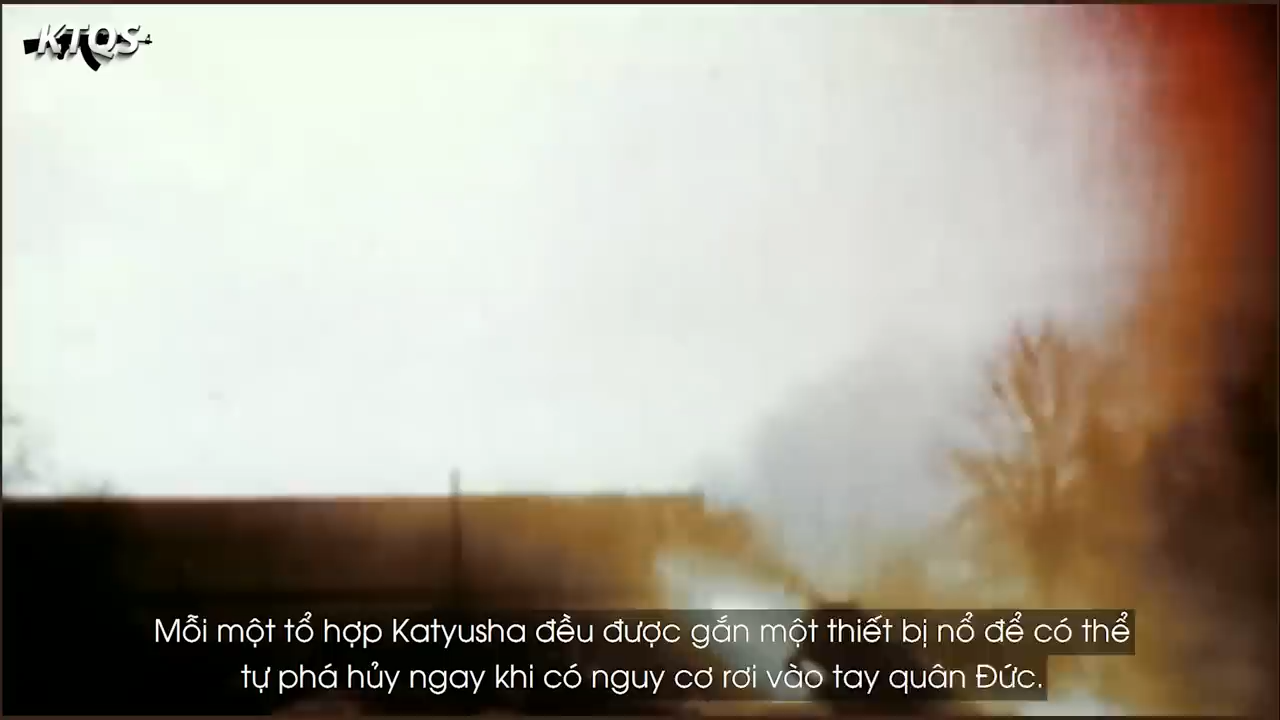 KTQS
Mỗi một tổ hợp Katyusha đều được gắn một thiết bị nổ để có thể
tự phá hủy ngay khi có nguy cơ rơi vào tay quân Đức.